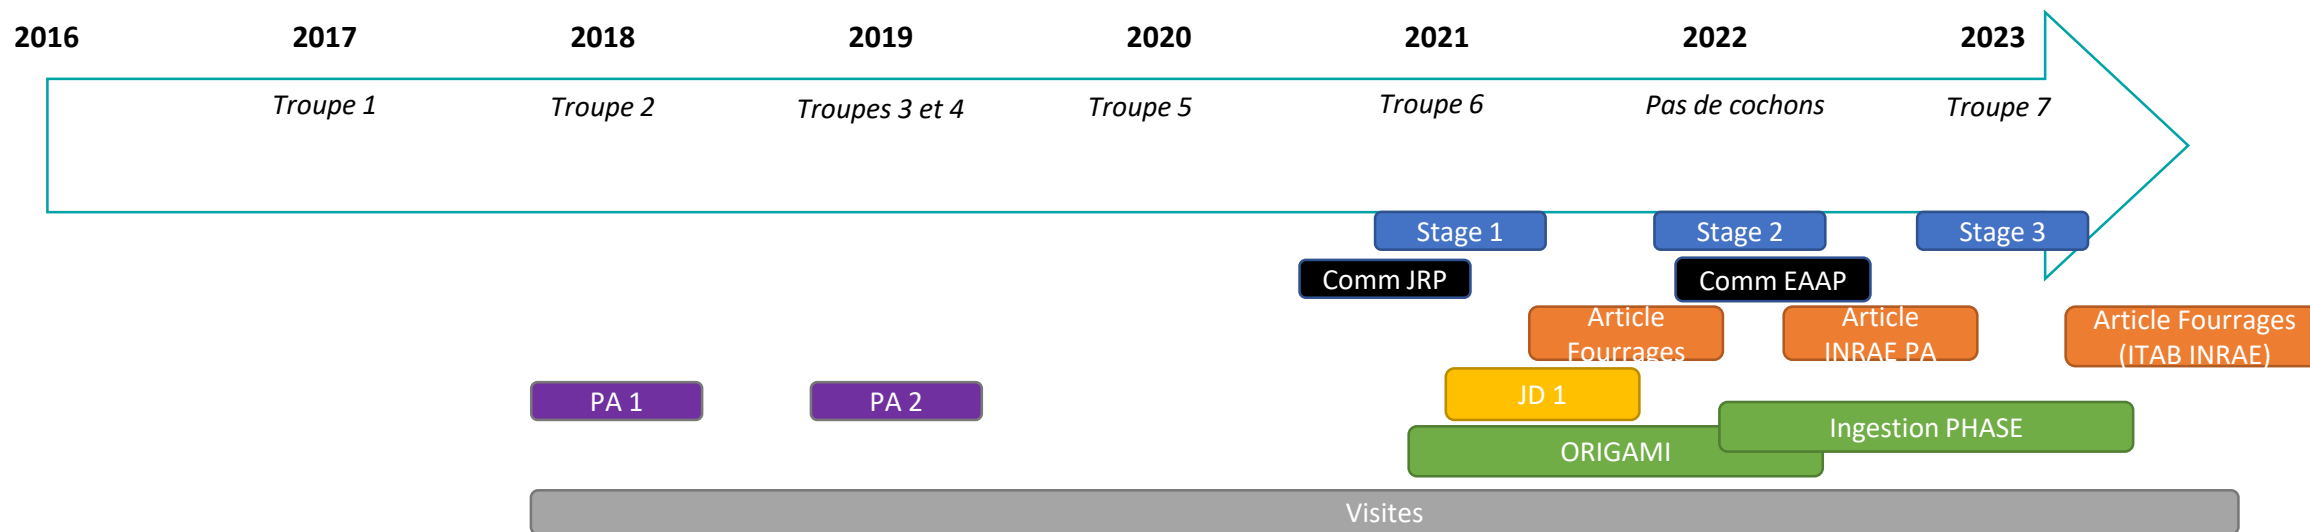 2016 2017 2018 2019 2020 2021 2022 2023
Troupe 1 Troupe 2 Troupes 3 et 4 Troupe 5 Troupe 6 Pas de cochons Troupe 7
Stage 1 Stage 2 Stage 3
Comm JRP Comm EAAP
Article
Fourrages
Article
INRAE PA
Article Fourrages
(ITAB INRAE)
PA 1 PA 2 JD 1
Ingestion PHASE
ORIGAMI
Visites